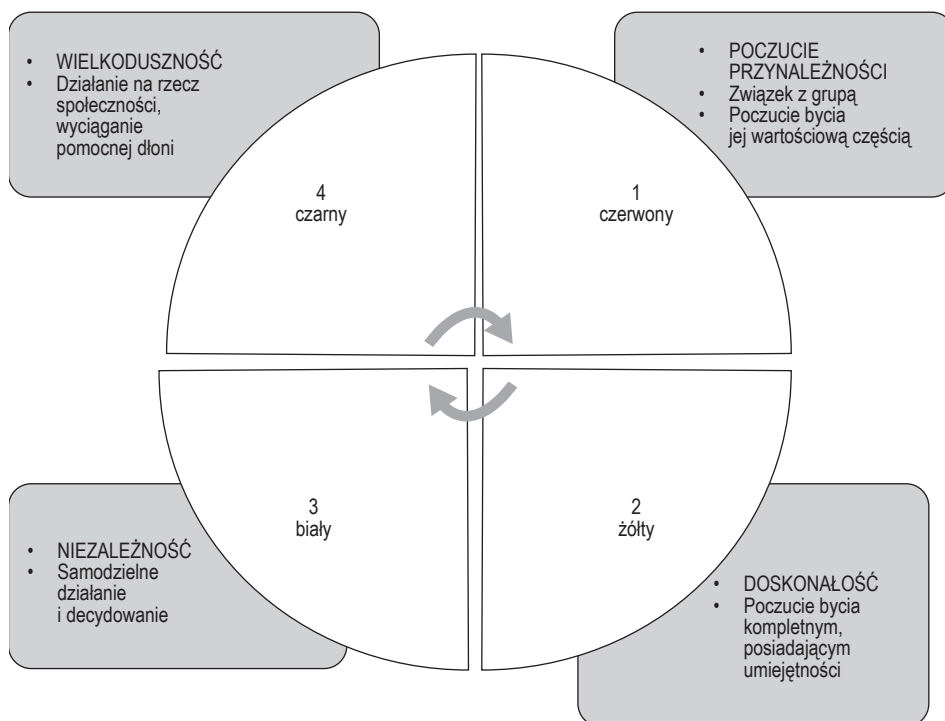 • WIELKODUSZNOŚĆ
• Działanie na rzecz
społeczności,
wyciąganie
pomocnej dłoni
• POCZUCIE
PRZYNALEŻNOŚCI
• Związek z grupą
• Poczucie bycia
jej wartościową częścią
4
czarny
1
czerwony
3
biały
2
żółty
• NIEZALEŻNOŚĆ
• Samodzielne
działanie
i decydowanie
• DOSKONAŁOŚĆ
• Poczucie bycia
kompletnym,
posiadającym
umiejętności